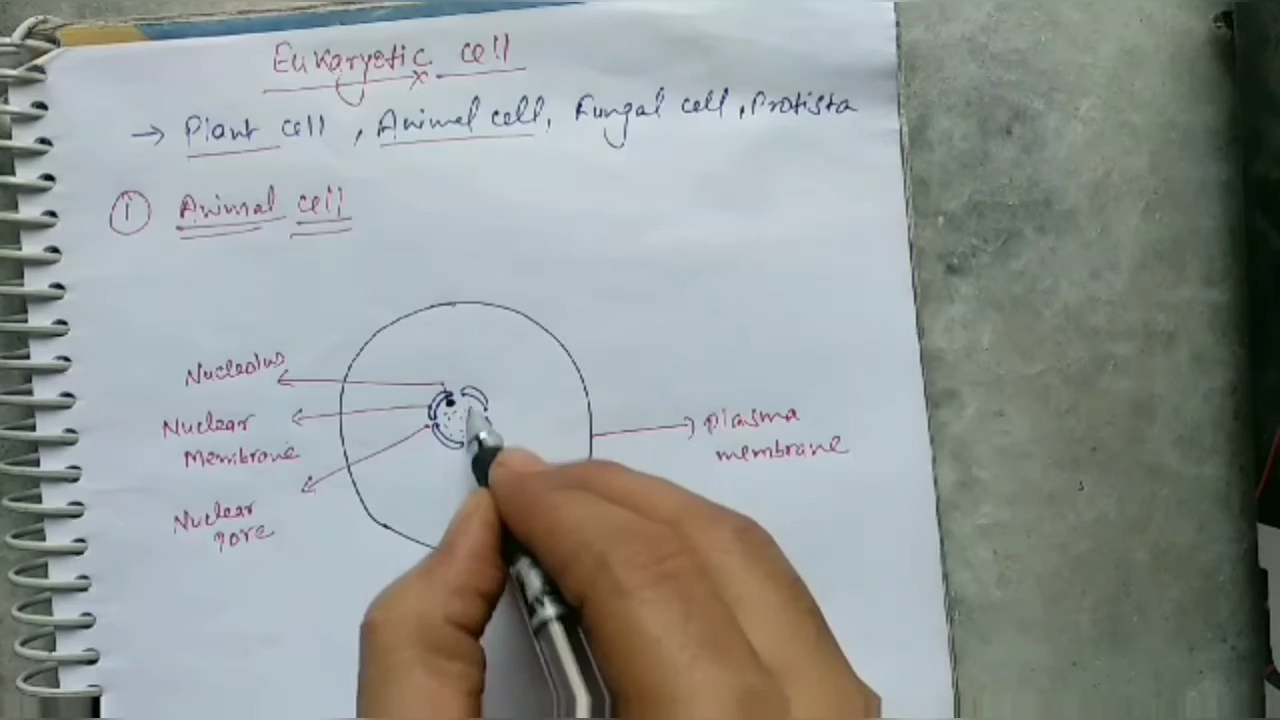 Eukaryotic cell
→ Plant cell, Animal cell, Fungal cell, Protista
① Animal cell
Nucleolus
Nuclear
Membrane
Nuclear
pore
plasma
membrane